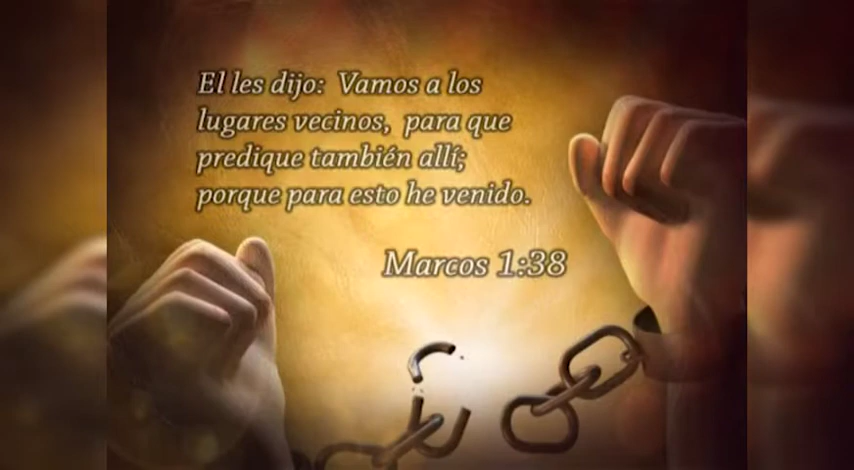 El les dijo:  Vamos a los
lugares vecinos,  para que
predique también allí;
porque para esto he venido.
Marcos 1:38